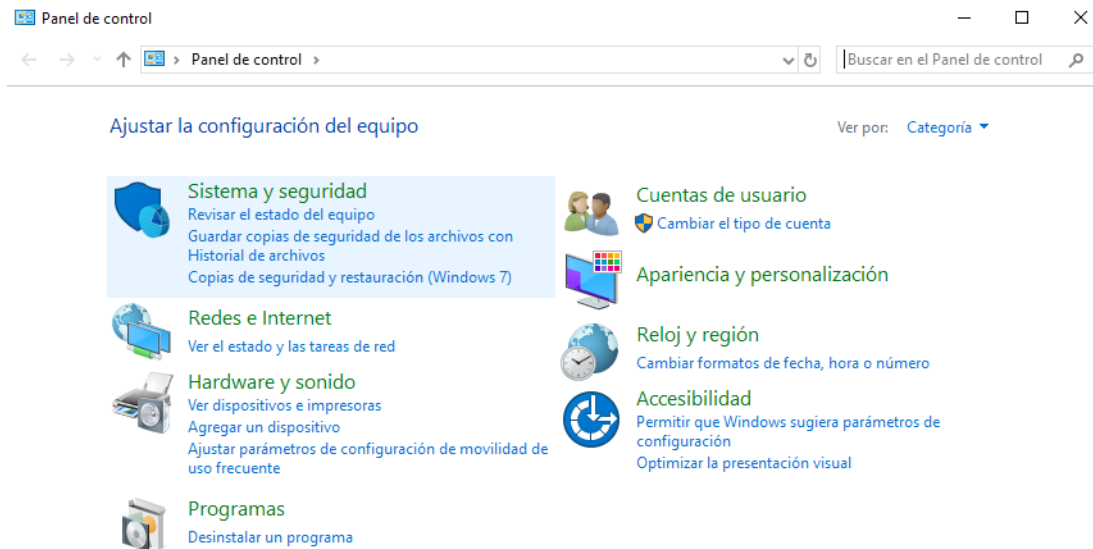 Panel de control
Panel de control
Buscar en el Panel de control
Ajustar la configuración del equipo
Ver por: Categoría
Sistema y seguridad
Revisar el estado del equipo
Guardar copias de seguridad de los archivos con
Historial de archivos
Copias de seguridad y restauración (Windows 7)
Redes e Internet
Ver el estado y las tareas de red
Hardware y sonido
Ver dispositivos e impresoras
Agregar un dispositivo
Ajustar parámetros de configuración de movilidad de
uso frecuente
Programas
Desinstalar un programa
Cuentas de usuario
Cambiar el tipo de cuenta
Apariencia y personalización
Reloj y región
Cambiar formatos de fecha, hora o número
Accesibilidad
Permitir que Windows sugiera parámetros de
configuración
Optimizar la presentación visual